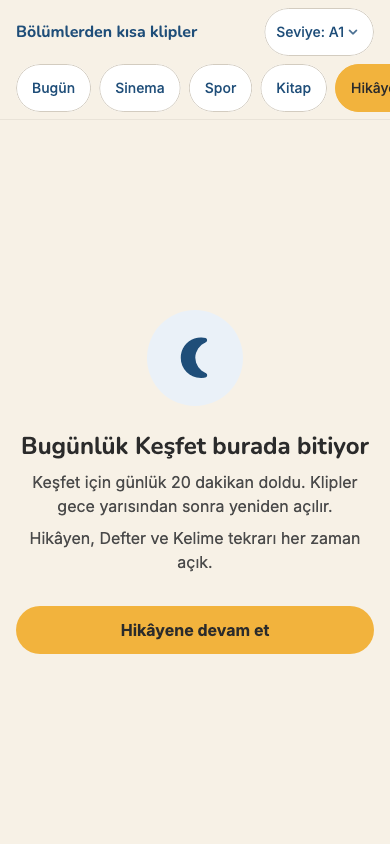 Bölümlerden kısa klipler
Seviye: A1
Bugün
Sinema
Spor
Kitap
Bugünlük Keşfet burada bitiyor
Keşfet için günlük 20 dakikan doldu. Klipler
gece yarısından sonra yeniden açılır.
Hikâyen, Defter ve Kelime tekrarı her zaman
açık.
Hikâyene devam et